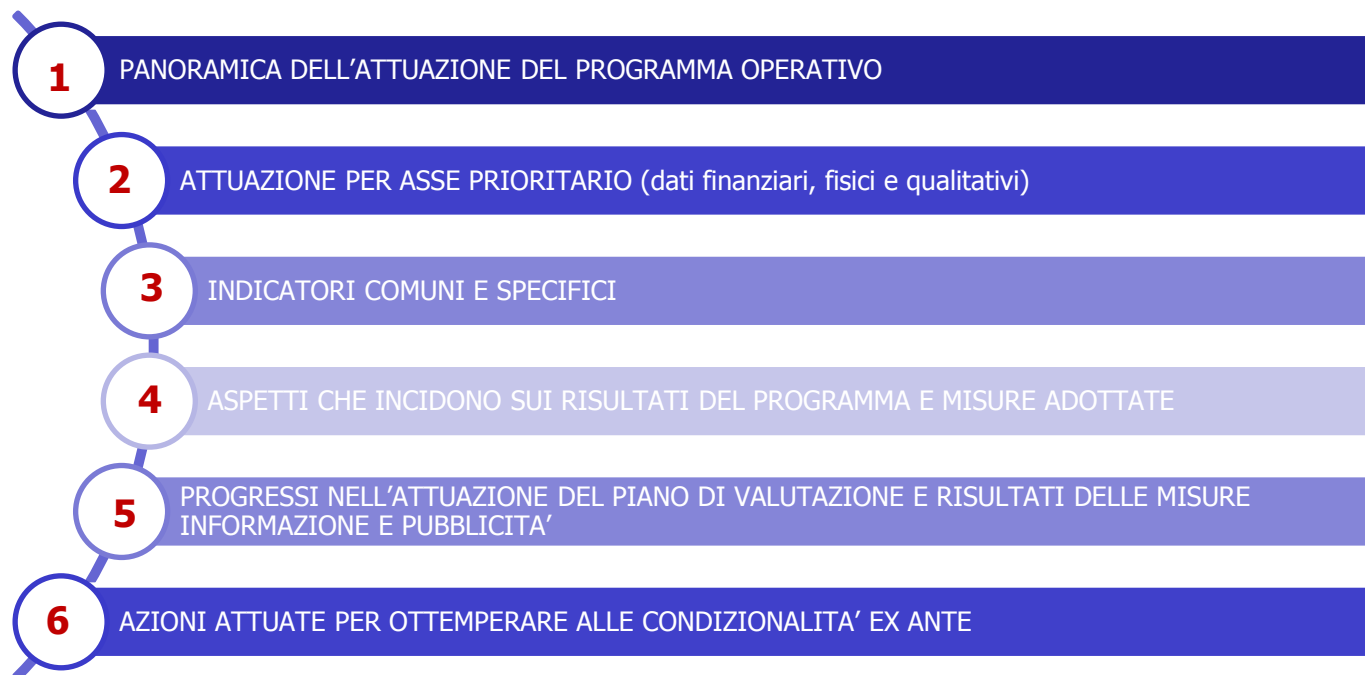 1
PANORAMICA DELL’ATTUAZIONE DEL PROGRAMMA OPERATIVO
2
ATTUAZIONE PER ASSE PRIORITARIO (dati finanziari, fisici e qualitativi)
3
INDICATORI COMUNI E SPECIFICI
4
ASPETTI CHE INCIDONO SUI RISULTATI DEL PROGRAMMA E MISURE ADOTTATE
5
PROGRESSI NELL’ATTUAZIONE DEL PIANO DI VALUTAZIONE E RISULTATI DELLE MISURE
INFORMAZIONE E PUBBLICITA’
6
AZIONI ATTUATE PER OTTEMPERARE ALLE CONDIZIONALITA’ EX ANTE